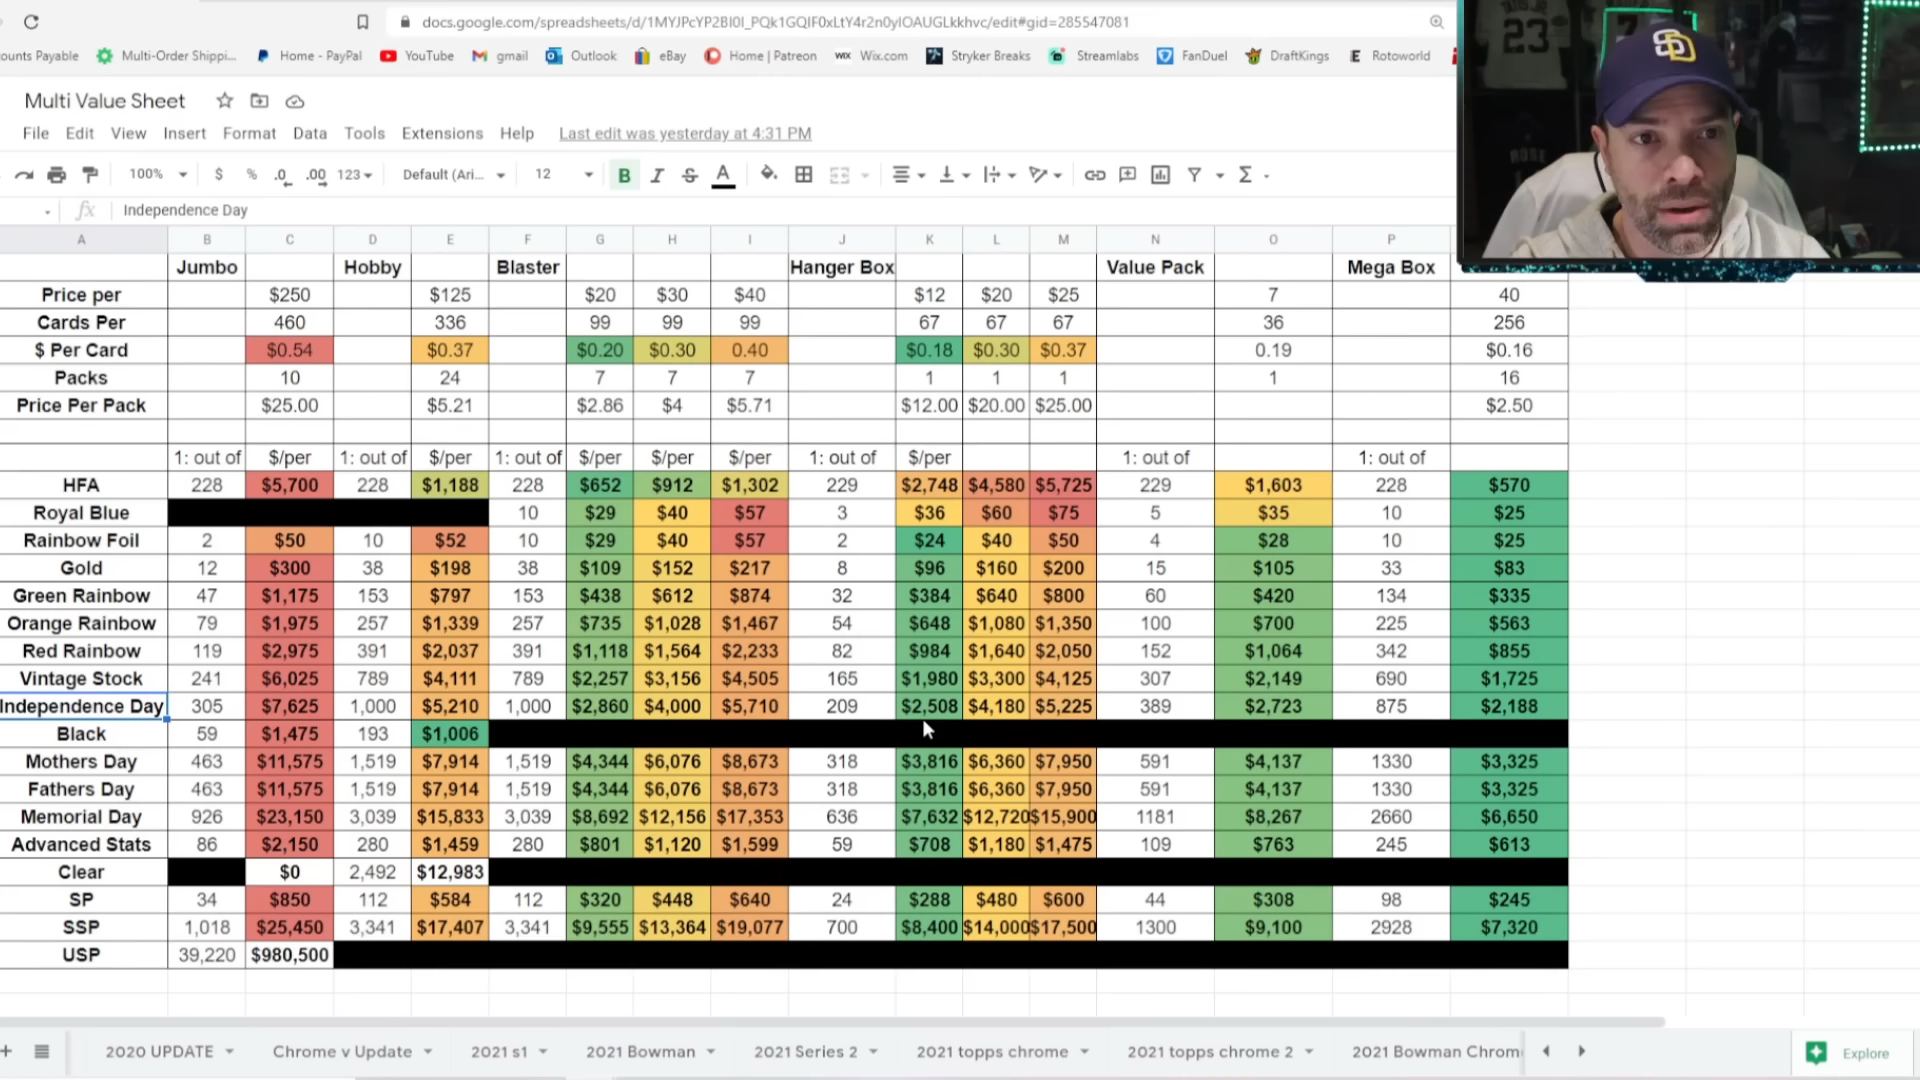 docs.google.com/spreadsheets/d/1MYJPcYP2Bl0I_PQk1GQIF0xLtY4r2n0yIOAUGLkkhvc/edit#gid=285547081
ounts Payable Multi-Order Shippi... Home - PayPal YouTube gmail Outlook eBay Home | Patreon WiX Wix.com Stryker Breaks Streamlabs FanDuel DraftKings E Rotoworld
23
SD
Multi Value Sheet
File Edit View Insert Format Data Tools Extensions Help Last edit was yesterday at 4:31 PM
100% $ % .0 .00 123 Default (Ari... 12 B I S A
fx Independence Day
A B C D E F G H I J K L M N O P
Jumbo Hobby Blaster Hanger Box Value Pack Mega Box
Price per $250 $125 $20 $30 $40 $12 $20 $25 7 40
Cards Per 460 336 99 99 99 67 67 67 36 256
$ Per Card $0.54 $0.37 $0.20 $0.30 0.40 $0.18 $0.30 $0.37 0.19 $0.16
Packs 10 24 7 7 7 1 1 1 1 16
Price Per Pack $25.00 $5.21 $2.86 $4 $5.71 $12.00 $20.00 $25.00 $2.50
1: out of $/per 1: out of $/per 1: out of $/per $/per $/per 1: out of $/per 1: out of 1: out of
HFA 228 $5,700 228 $1,188 228 $652 $912 $1,302 229 $2,748 $4,580 $5,725 229 $1,603 228 $570
Royal Blue 10 $29 $40 $57 3 $36 $60 $75 5 $35 10 $25
Rainbow Foil 2 $50 10 $52 10 $29 $40 $57 2 $24 $40 $50 4 $28 10 $25
Gold 12 $300 38 $198 38 $109 $152 $217 8 $96 $160 $200 15 $105 33 $83
Green Rainbow 47 $1,175 153 $797 153 $438 $612 $874 32 $384 $640 $800 60 $420 134 $335
Orange Rainbow 79 $1,975 257 $1,339 257 $735 $1,028 $1,467 54 $648 $1,080 $1,350 100 $700 225 $563
Red Rainbow 119 $2,975 391 $2,037 391 $1,118 $1,564 $2,233 82 $984 $1,640 $2,050 152 $1,064 342 $855
Vintage Stock 241 $6,025 789 $4,111 789 $2,257 $3,156 $4,505 165 $1,980 $3,300 $4,125 307 $2,149 690 $1,725
Independence Day 305 $7,625 1,000 $5,210 1,000 $2,860 $4,000 $5,710 209 $2,508 $4,180 $5,225 389 $2,723 875 $2,188
Black 59 $1,475 193 $1,006
Mothers Day 463 $11,575 1,519 $7,914 1,519 $4,344 $6,076 $8,673 318 $3,816 $6,360 $7,950 591 $4,137 1330 $3,325
Fathers Day 463 $11,575 1,519 $7,914 1,519 $4,344 $6,076 $8,673 318 $3,816 $6,360 $7,950 591 $4,137 1330 $3,325
Memorial Day 926 $23,150 3,039 $15,833 3,039 $8,692 $12,156 $17,353 636 $7,632 $12,720 $15,900 1181 $8,267 2660 $6,650
Advanced Stats 86 $2,150 280 $1,459 280 $801 $1,120 $1,599 59 $708 $1,180 $1,475 109 $763 245 $613
Clear $0 2,492 $12,983
SP 34 $850 112 $584 112 $320 $448 $640 24 $288 $480 $600 44 $308 98 $245
SSP 1,018 $25,450 3,341 $17,407 3,341 $9,555 $13,364 $19,077 700 $8,400 $14,000 $17,500 1300 $9,100 2928 $7,320
USP 39,220 $980,500
2020 UPDATE Chrome v Update 2021 s1 2021 Bowman 2021 Series 2 2021 topps chrome 2021 topps chrome 2 2021 Bowman Chrom Explore